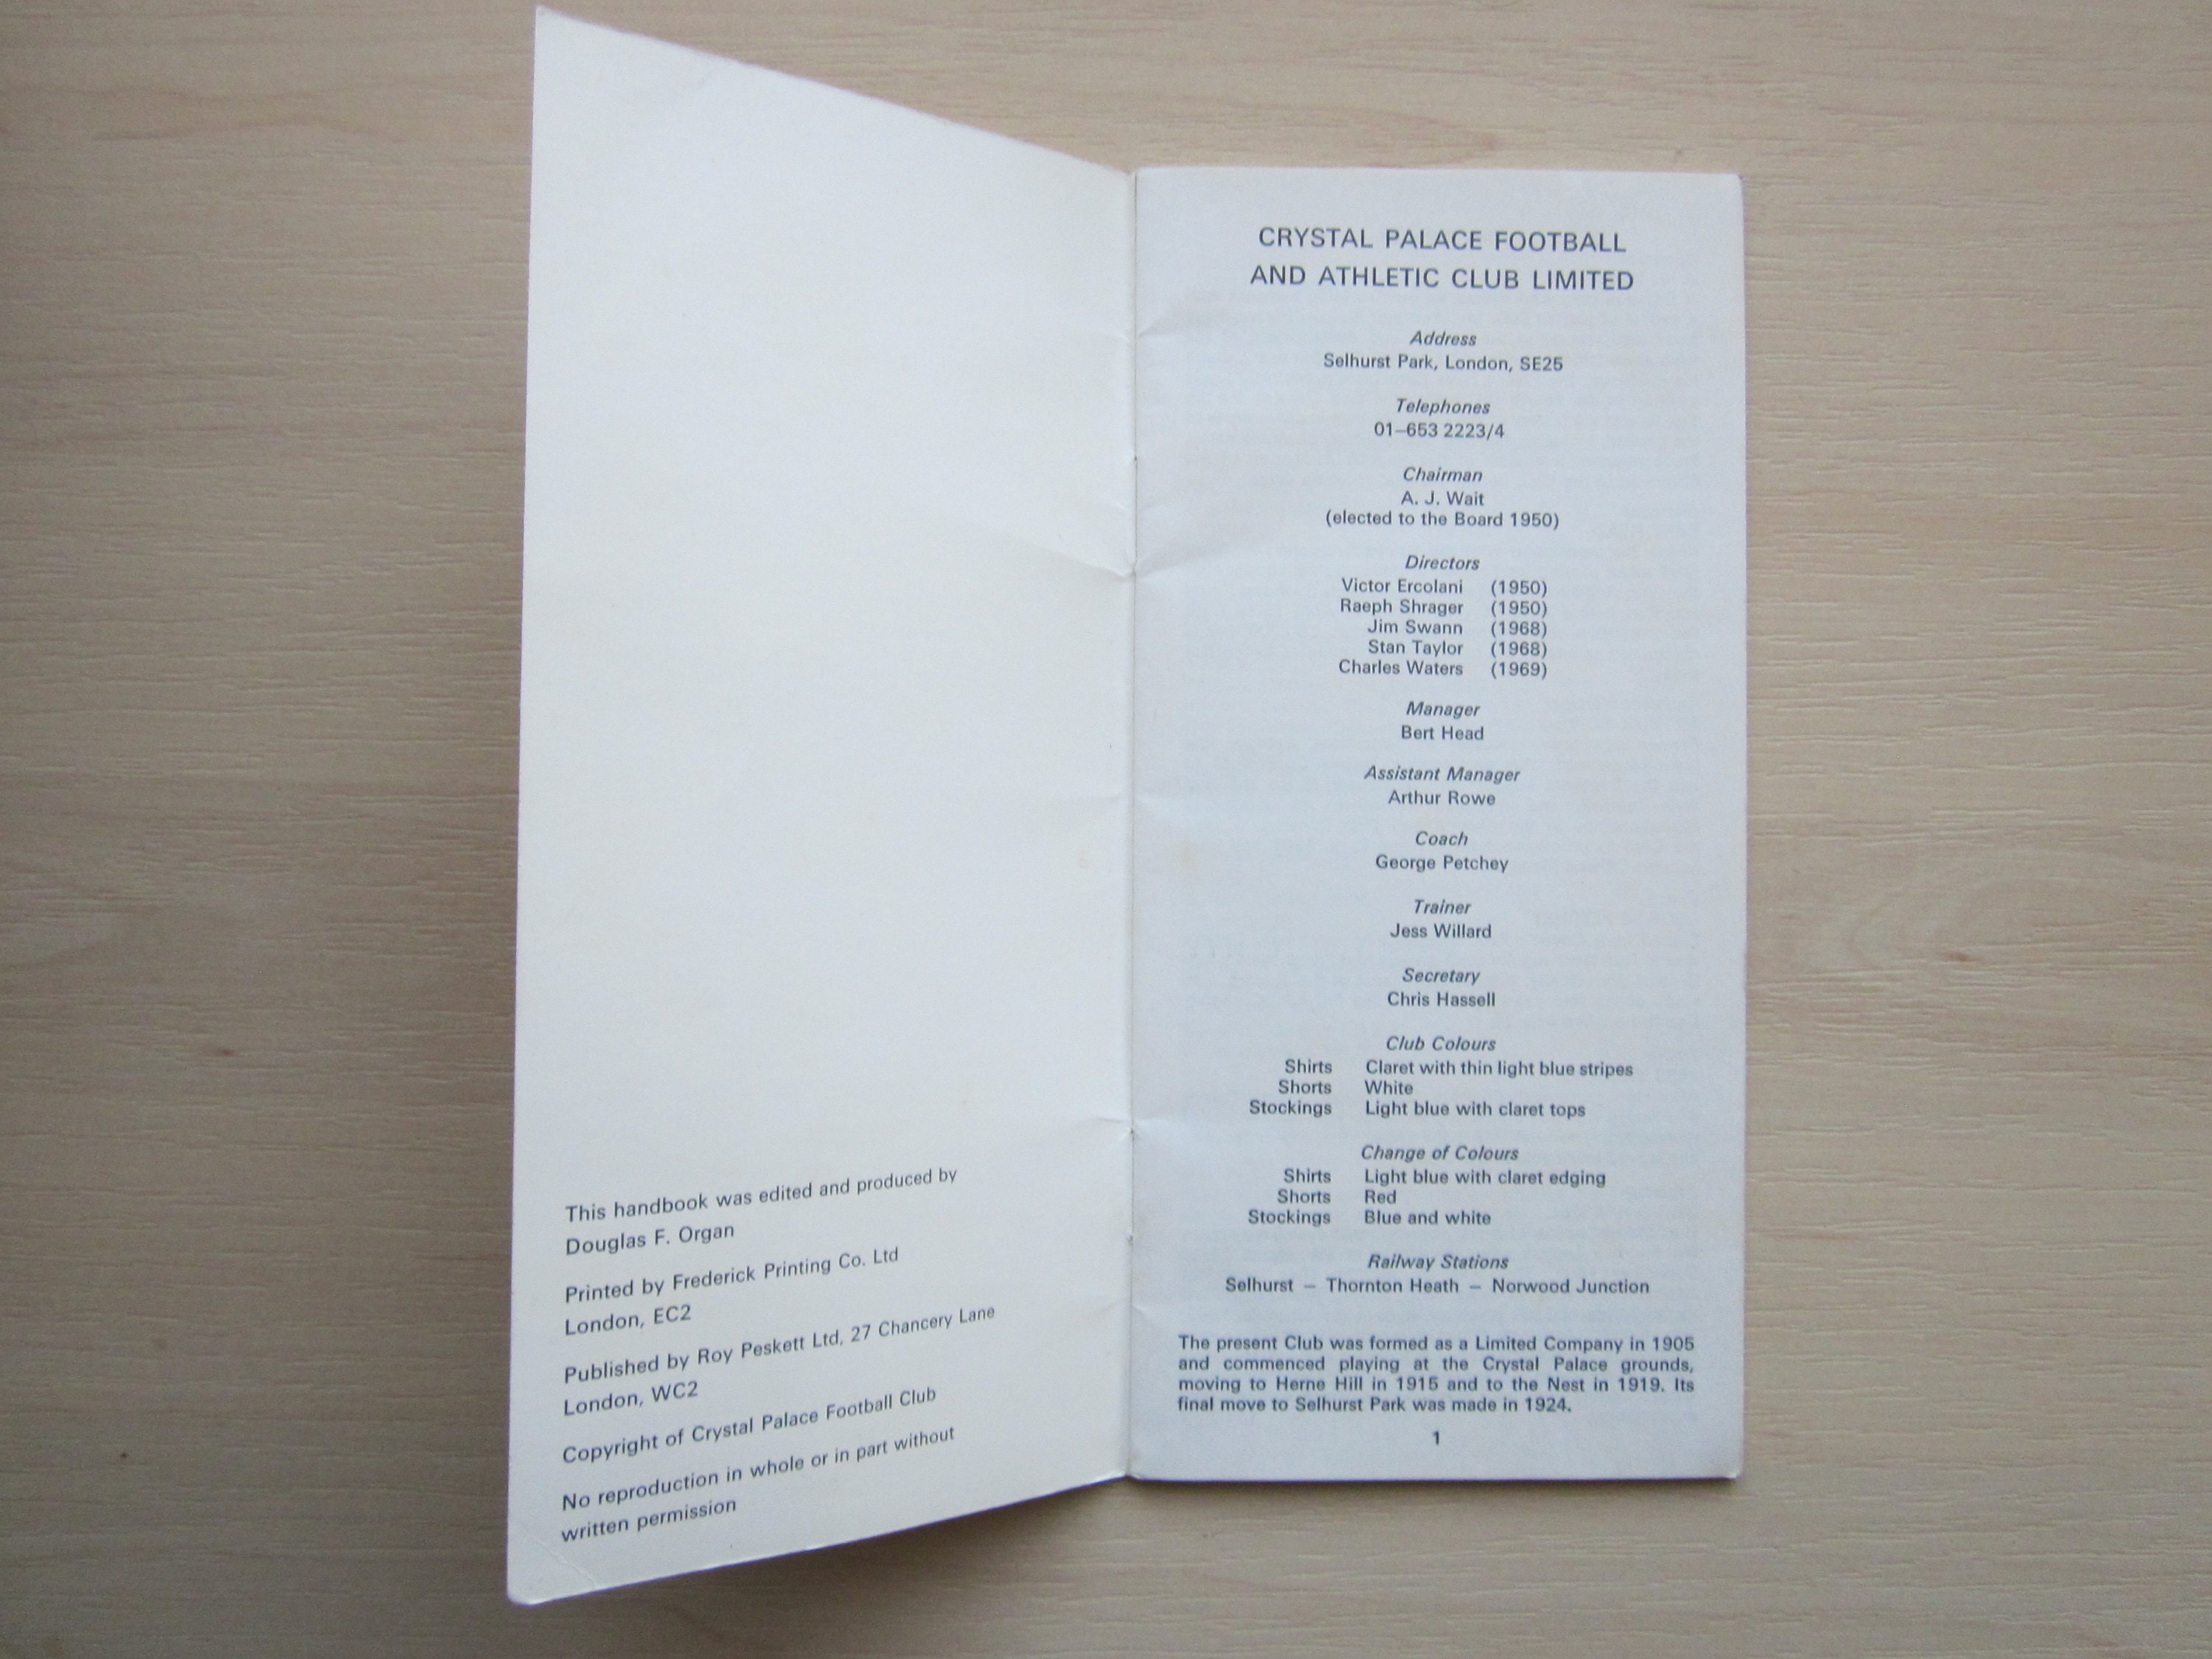 This handbook was edited and produced by
Douglas F. Organ
Printed by Frederick Printing Co. Ltd
London, EC2
Published by Roy Peskett Ltd, 27 Chancery Lane
London, WC2
Copyright of Crystal Palace Football Club
No reproduction in whole or in part without
written permission
CRYSTAL PALACE FOOTBALL
AND ATHLETIC CLUB LIMITED
Address
Selhurst Park, London, SE25
Telephones
01–653 2223/4
Chairman
A. J. Wait
(elected to the Board 1950)
Directors
Victor Ercolani (1950)
Raeph Shrager (1950)
Jim Swann (1968)
Stan Taylor (1968)
Charles Waters (1969)
Manager
Bert Head
Assistant Manager
Arthur Rowe
Coach
George Petchey
Trainer
Jess Willard
Secretary
Chris Hassell
Club Colours
Shirts Claret with thin light blue stripes
Shorts White
Stockings Light blue with claret tops
Change of Colours
Shirts Light blue with claret edging
Shorts Red
Stockings Blue and white
Railway Stations
Selhurst – Thornton Heath – Norwood Junction
The present Club was formed as a Limited Company in 1905
and commenced playing at the Crystal Palace grounds,
moving to Herne Hill in 1915 and to the Nest in 1919. Its
final move to Selhurst Park was made in 1924.
1